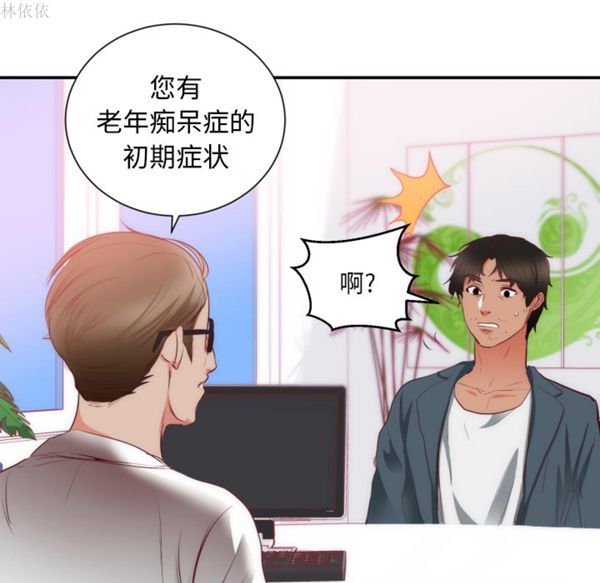 林依依
您有
老年痴呆症的
初期症状
啊?